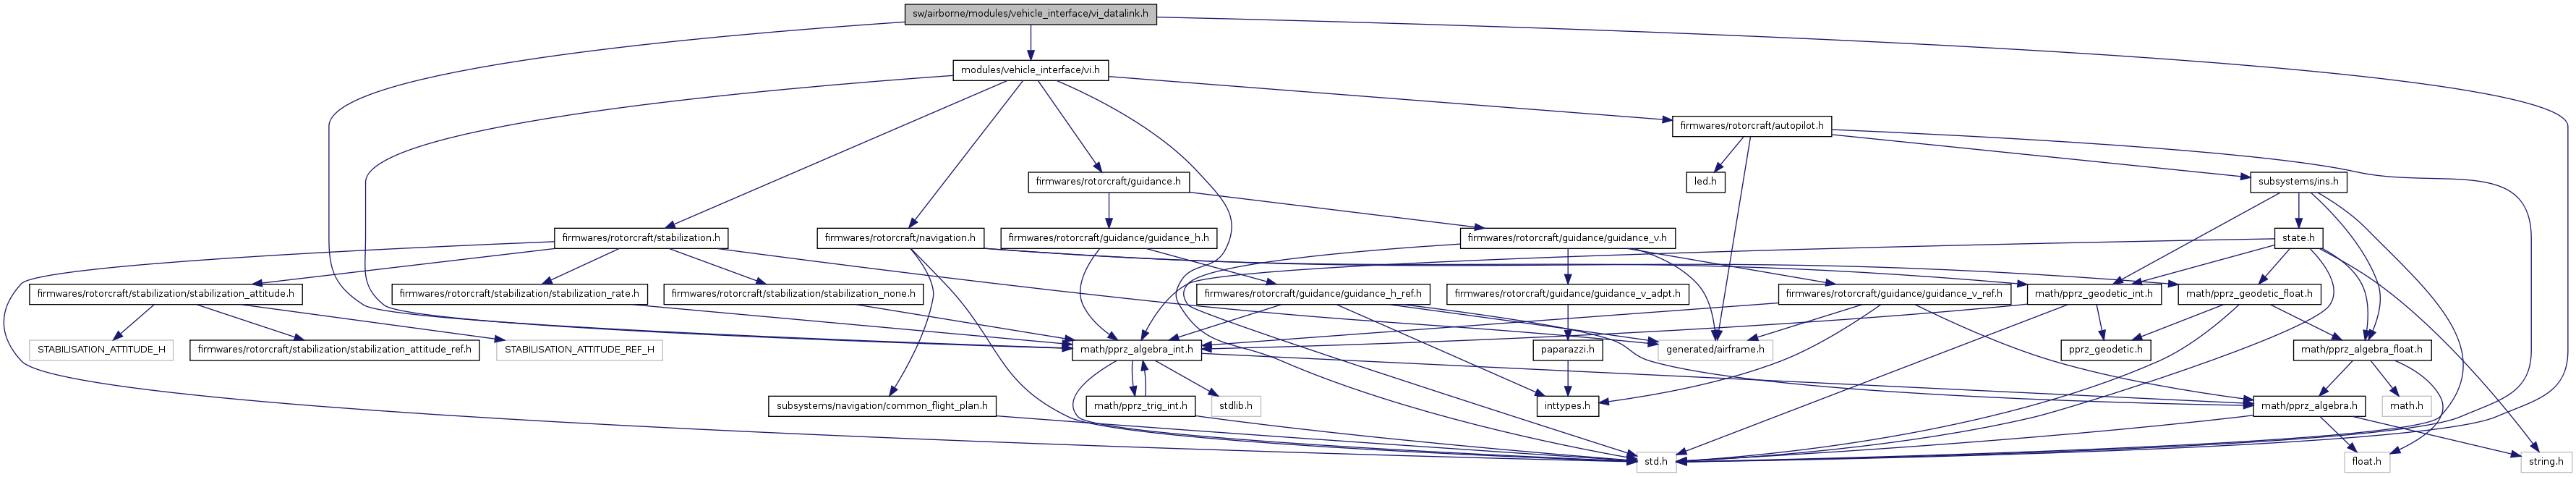 sw/airborne/modules/vehicle_interface/vi_datalink.h
modules/vehicle_interface/vi.h
firmwares/rotorcraft/autopilot.h
firmwares/rotorcraft/guidance.h
led.h
subsystems/ins.h
firmwares/rotorcraft/stabilization.h
firmwares/rotorcraft/navigation.h
firmwares/rotorcraft/guidance/guidance_h.h
firmwares/rotorcraft/guidance/guidance_v.h
state.h
firmwares/rotorcraft/stabilization/stabilization_attitude.h
firmwares/rotorcraft/stabilization/stabilization_rate.h
firmwares/rotorcraft/stabilization/stabilization_none.h
firmwares/rotorcraft/guidance/guidance_h_ref.h
firmwares/rotorcraft/guidance/guidance_v_adpt.h
firmwares/rotorcraft/guidance/guidance_v_ref.h
math/pprz_geodetic_int.h
math/pprz_geodetic_float.h
STABILISATION_ATTITUDE_H
firmwares/rotorcraft/stabilization/stabilization_attitude_ref.h
STABILISATION_ATTITUDE_REF_H
math/pprz_algebra_int.h
paparazzi.h
generated/airframe.h
pprz_geodetic.h
math/pprz_algebra_float.h
subsystems/navigation/common_flight_plan.h
math/pprz_trig_int.h
stdlib.h
inttypes.h
math/pprz_algebra.h
math.h
std.h
float.h
string.h